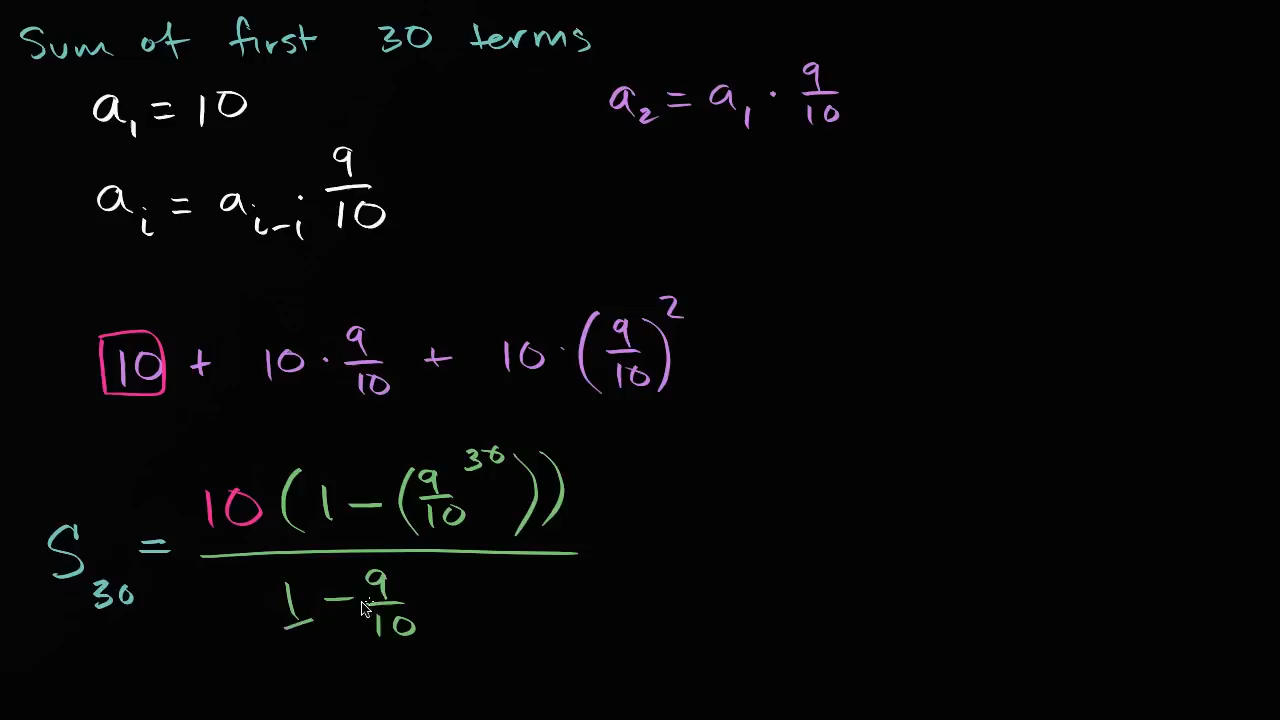 Sum of first 30 terms
a₁ = 10
a₂ = a₁ · 9/10
aᵢ = aᵢ₋ᵢ · 9/10
10 + 10 · 9/10 + 10 · (9/10)²
S₃₀ = 10(1 − (9/10³⁰)) / (1 − 9/10)